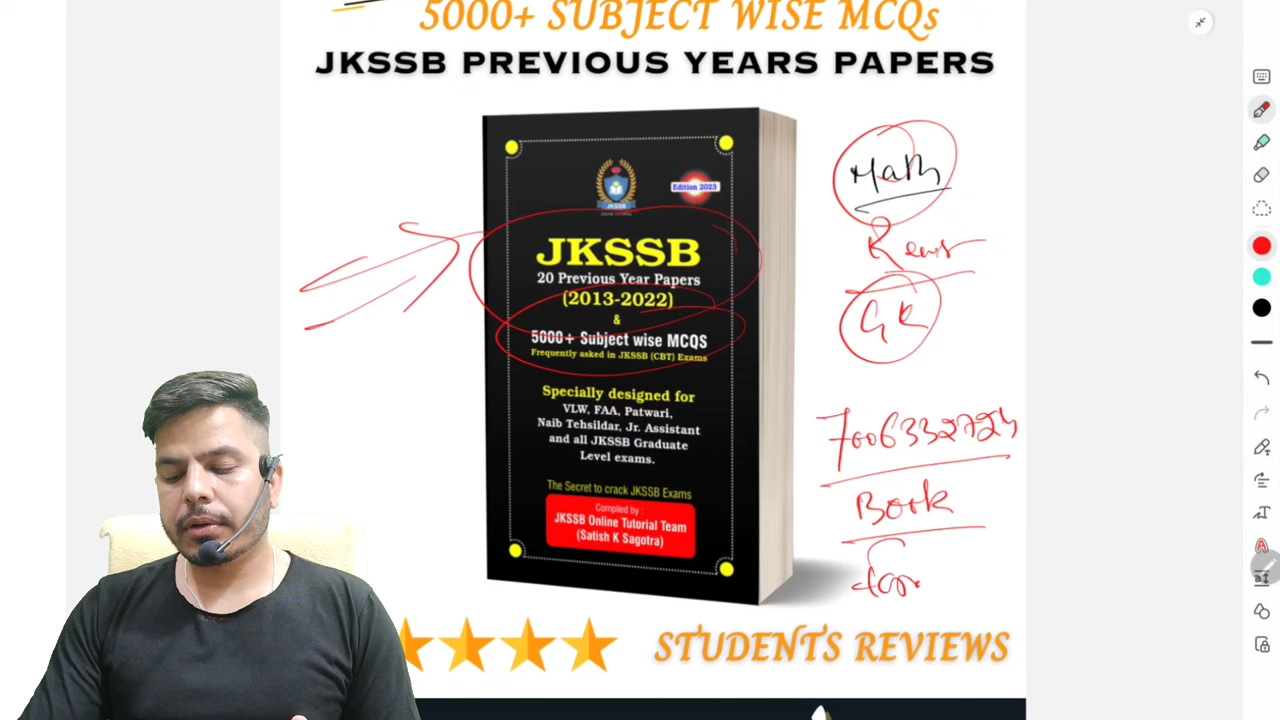 5000+ SUBJECT WISE MCQs
JKSSB PREVIOUS YEARS PAPERS
JKSSB
Edition 2023
JKSSB
20 Previous Year Papers
(2013-2022)
&
5000+ Subject wise MCQS
Frequently asked in JKSSB (CBT) Exams
Specially designed for
VLW, FAA, Patwari,
Naib Tehsildar, Jr. Assistant
and all JKSSB Graduate
Level exams.
The Secret to crack JKSSB Exams
Compiled by :
JKSSB Online Tutorial Team
(Satish K Sagotra)
Math
GK
Book
STUDENTS REVIEWS